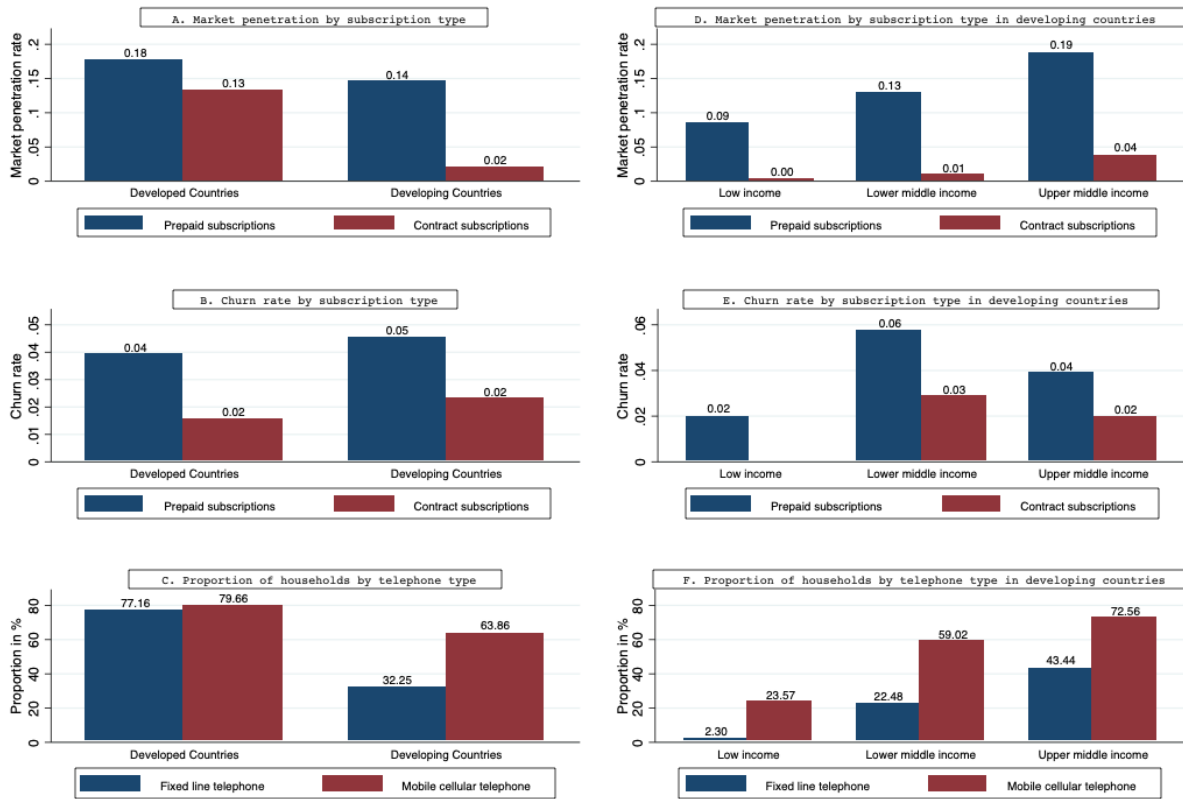 A. Market penetration by subscription type
Market penetration rate
.2
.15
.1
.05
0
0.18
0.13
0.14
0.02
Developed Countries
Developing Countries
Prepaid subscriptions
Contract subscriptions
D. Market penetration by subscription type in developing countries
Market penetration rate
.2
.15
.1
.05
0
0.09
0.00
0.13
0.01
0.19
0.04
Low income
Lower middle income
Upper middle income
Prepaid subscriptions
Contract subscriptions
B. Churn rate by subscription type
Churn rate
.05
.04
.03
.02
.01
0
0.04
0.02
0.05
0.02
Developed Countries
Developing Countries
Prepaid subscriptions
Contract subscriptions
E. Churn rate by subscription type in developing countries
Churn rate
.06
.04
.02
0
0.02
0.06
0.03
0.04
0.02
Low income
Lower middle income
Upper middle income
Prepaid subscriptions
Contract subscriptions
C. Proportion of households by telephone type
Proportion in %
80
60
40
20
0
77.16
79.66
32.25
63.86
Developed Countries
Developing Countries
Fixed line telephone
Mobile cellular telephone
F. Proportion of households by telephone type in developing countries
Proportion in %
80
60
40
20
0
2.30
23.57
22.48
59.02
43.44
72.56
Low income
Lower middle income
Upper middle income
Fixed line telephone
Mobile cellular telephone